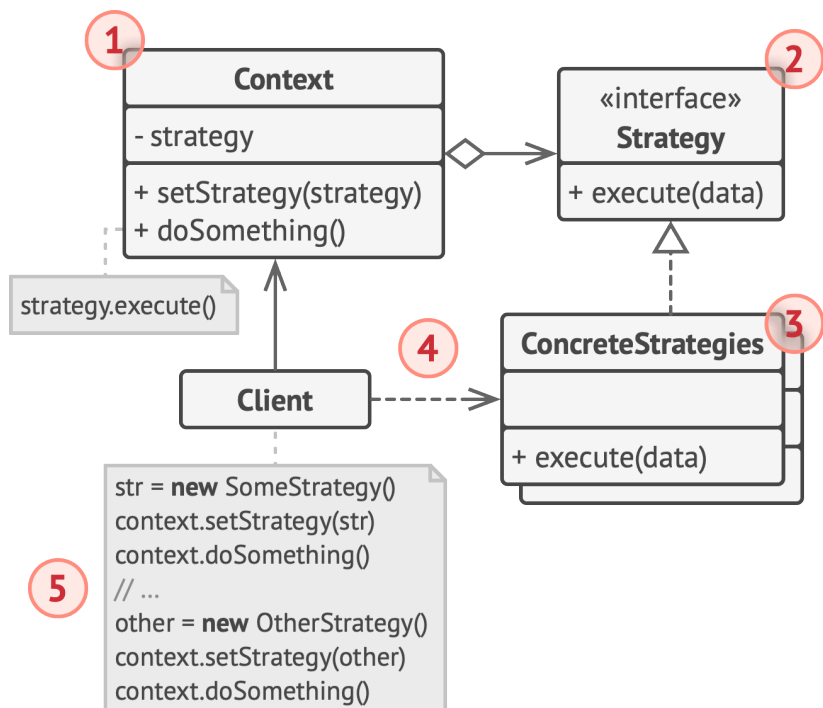 1
Context
- strategy
+ setStrategy(strategy)
+ doSomething()
strategy.execute()
2
«interface»
Strategy
+ execute(data)
3
ConcreteStrategies
+ execute(data)
4
Client
5
str = new SomeStrategy()
context.setStrategy(str)
context.doSomething()
// ...
other = new OtherStrategy()
context.setStrategy(other)
context.doSomething()